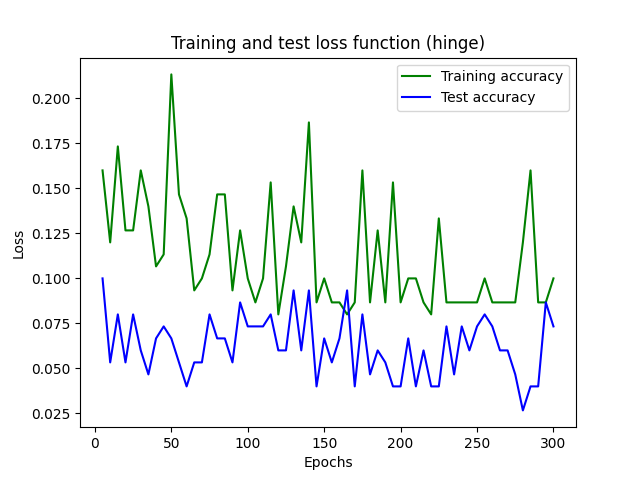 Training and test loss function (hinge)
Training accuracy
Test accuracy
0.200
0.175
0.150
0.125
0.100
0.075
0.050
0.025
Loss
0 50 100 150 200 250 300
Epochs